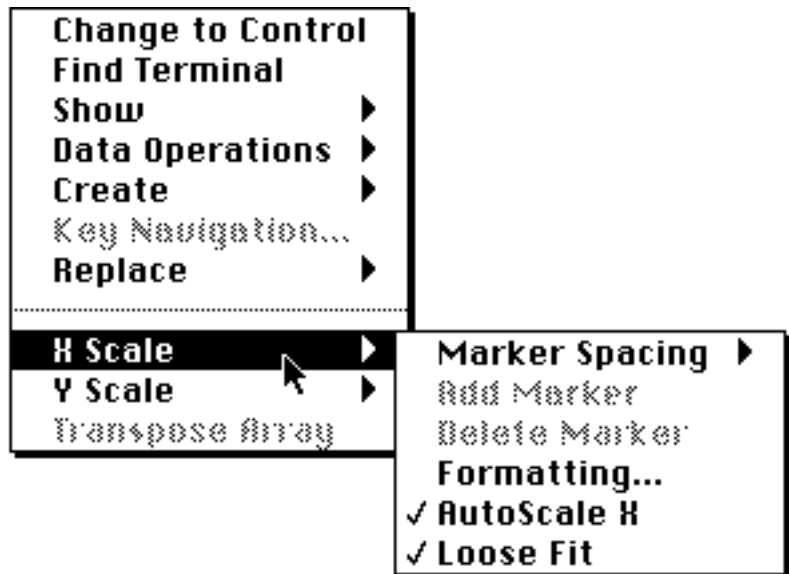 Change to Control
Find Terminal
Show
Data Operations
Create
Key Navigation...
Replace
X Scale
Y Scale
Transpose Array
Marker Spacing
Add Marker
Delete Marker
Formatting...
AutoScale X
Loose Fit